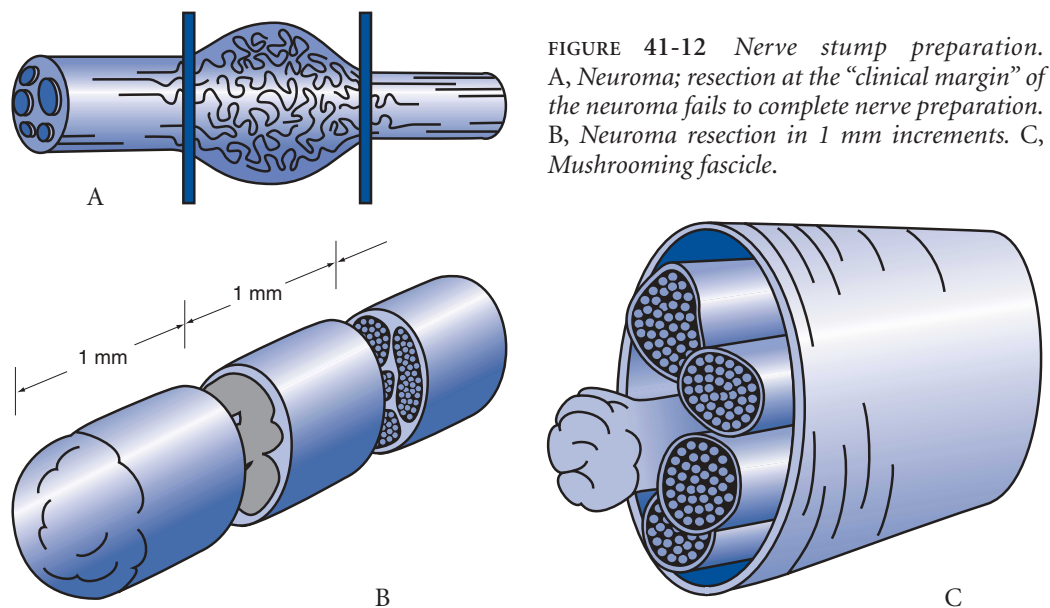 FIGURE 41-12 Nerve stump preparation.
A, Neuroma; resection at the “clinical margin” of
the neuroma fails to complete nerve preparation.
B, Neuroma resection in 1 mm increments. C,
Mushrooming fascicle.
A
1 mm
1 mm
B
C